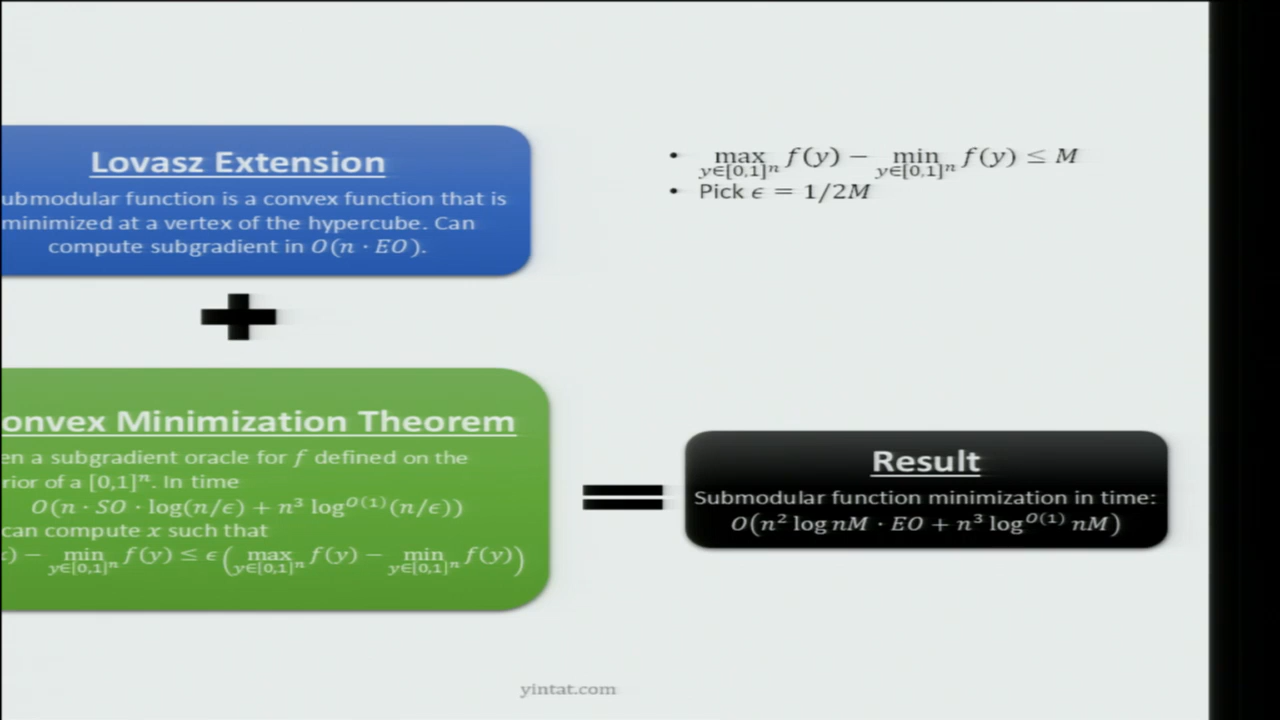 Lovasz Extension
ubmodular function is a convex function that is
minimized at a vertex of the hypercube. Can
compute subgradient in O(n · EO).
• max_{y∈[0,1]^n} f(y) − min_{y∈[0,1]^n} f(y) ≤ M
• Pick ϵ = 1/2M
onvex Minimization Theorem
en a subgradient oracle for f defined on the
rior of a [0,1]^n. In time
O(n · SO · log(n/ϵ) + n^3 log^{O(1)}(n/ϵ))
can compute x such that
) − min_{y∈[0,1]^n} f(y) ≤ ϵ(max_{y∈[0,1]^n} f(y) − min_{y∈[0,1]^n} f(y))
Result
Submodular function minimization in time:
O(n^2 log nM · EO + n^3 log^{O(1)} nM)
yintat.com